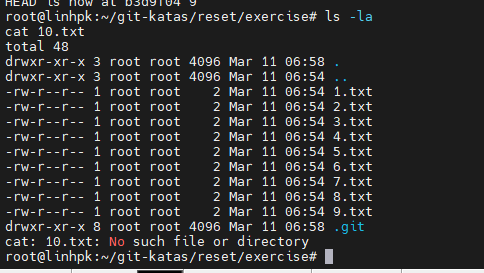 HEAD is now at b3d9f04 9
root@linhpk:~/git-katas/reset/exercise# ls -la
cat 10.txt
total 48
drwxr-xr-x 3 root root 4096 Mar 11 06:58 .
drwxr-xr-x 3 root root 4096 Mar 11 06:54 ..
-rw-r--r-- 1 root root    2 Mar 11 06:54 1.txt
-rw-r--r-- 1 root root    2 Mar 11 06:54 2.txt
-rw-r--r-- 1 root root    2 Mar 11 06:54 3.txt
-rw-r--r-- 1 root root    2 Mar 11 06:54 4.txt
-rw-r--r-- 1 root root    2 Mar 11 06:54 5.txt
-rw-r--r-- 1 root root    2 Mar 11 06:54 6.txt
-rw-r--r-- 1 root root    2 Mar 11 06:54 7.txt
-rw-r--r-- 1 root root    2 Mar 11 06:54 8.txt
-rw-r--r-- 1 root root    2 Mar 11 06:54 9.txt
drwxr-xr-x 8 root root 4096 Mar 11 06:58 .git
cat: 10.txt: No such file or directory
root@linhpk:~/git-katas/reset/exercise#